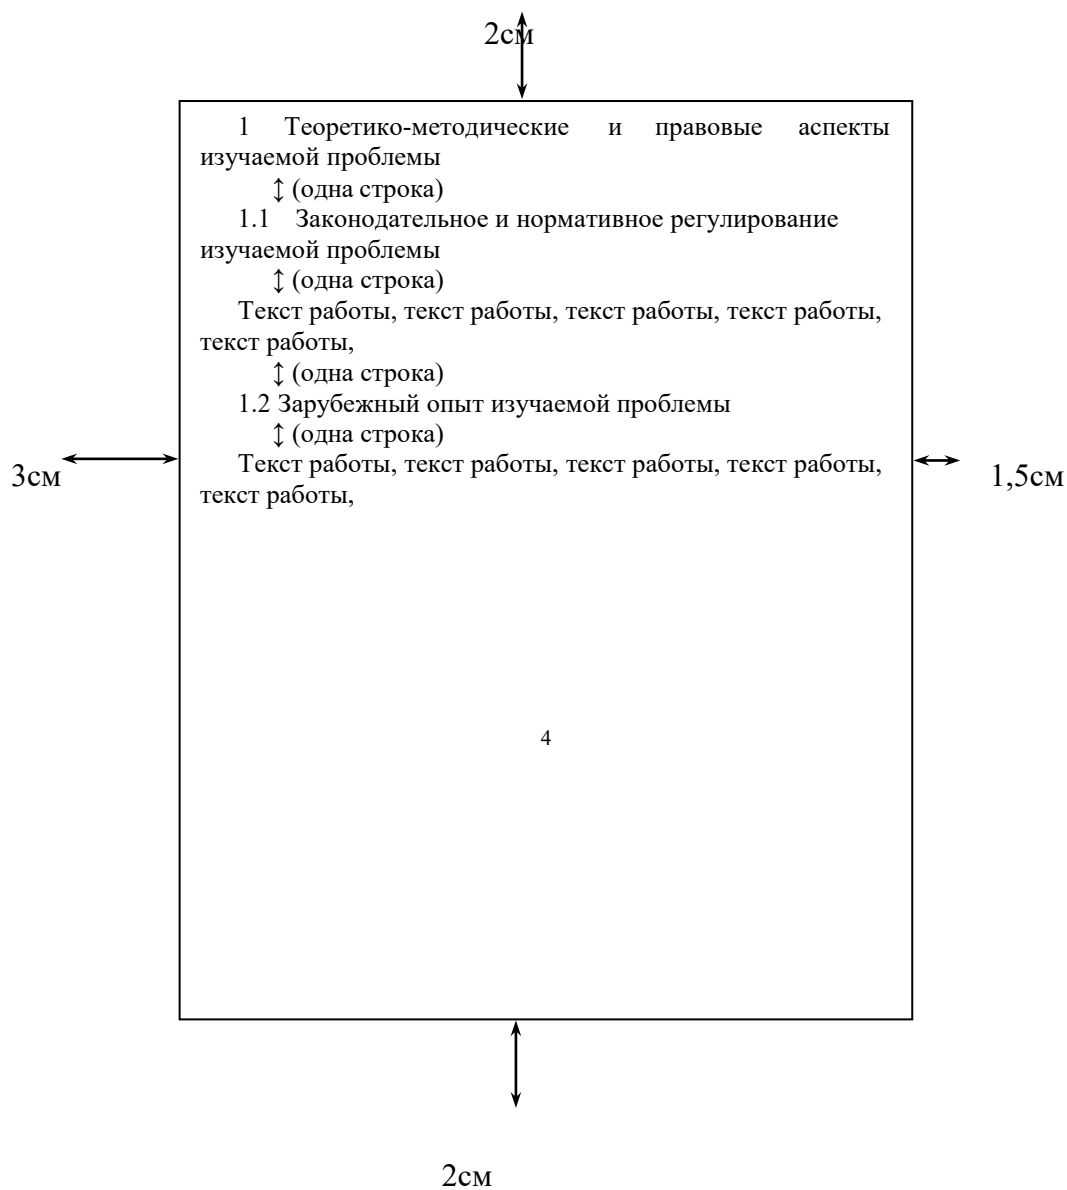 2см
1 Теоретико-методические и правовые аспекты
изучаемой проблемы
↕ (одна строка)
1.1 Законодательное и нормативное регулирование
изучаемой проблемы
↕ (одна строка)
Текст работы, текст работы, текст работы, текст работы,
текст работы,
↕ (одна строка)
1.2 Зарубежный опыт изучаемой проблемы
↕ (одна строка)
Текст работы, текст работы, текст работы, текст работы,
текст работы,
3см
1,5см
4
2см